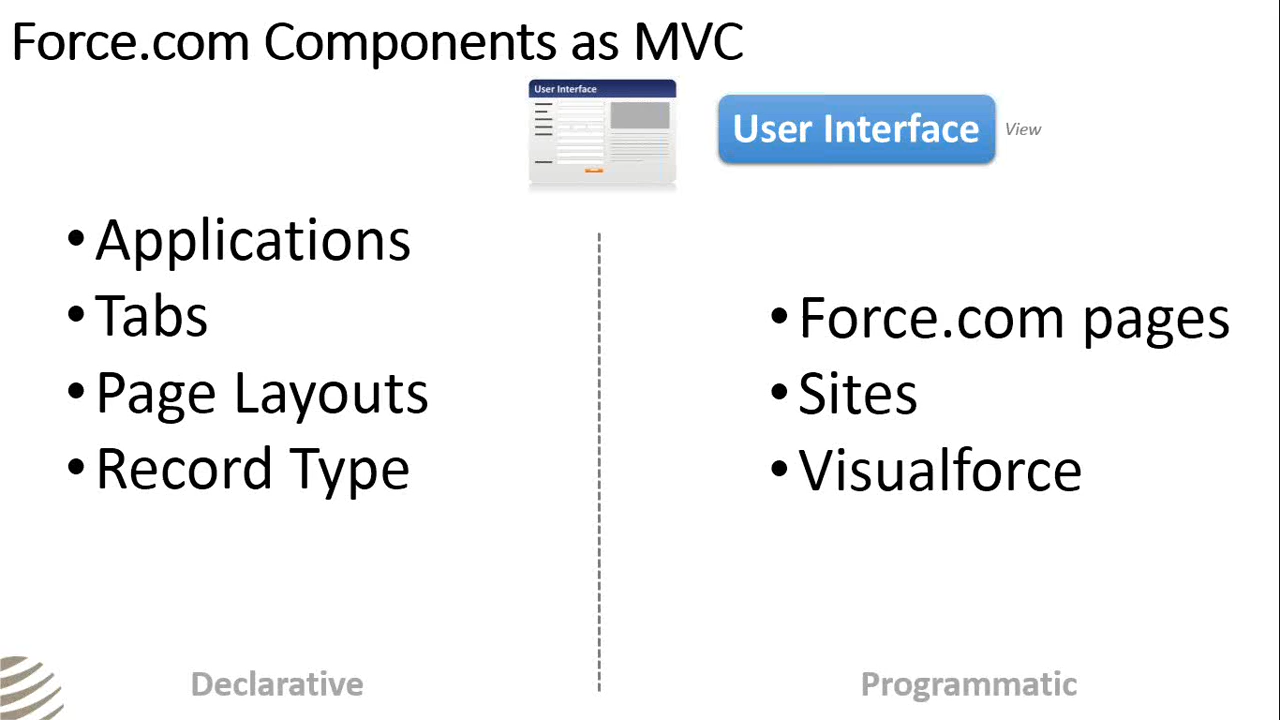 Force.com Components as MVC
User Interface
User Interface
View
• Applications
• Tabs
• Page Layouts
• Record Type
• Force.com pages
• Sites
• Visualforce
Declarative
Programmatic